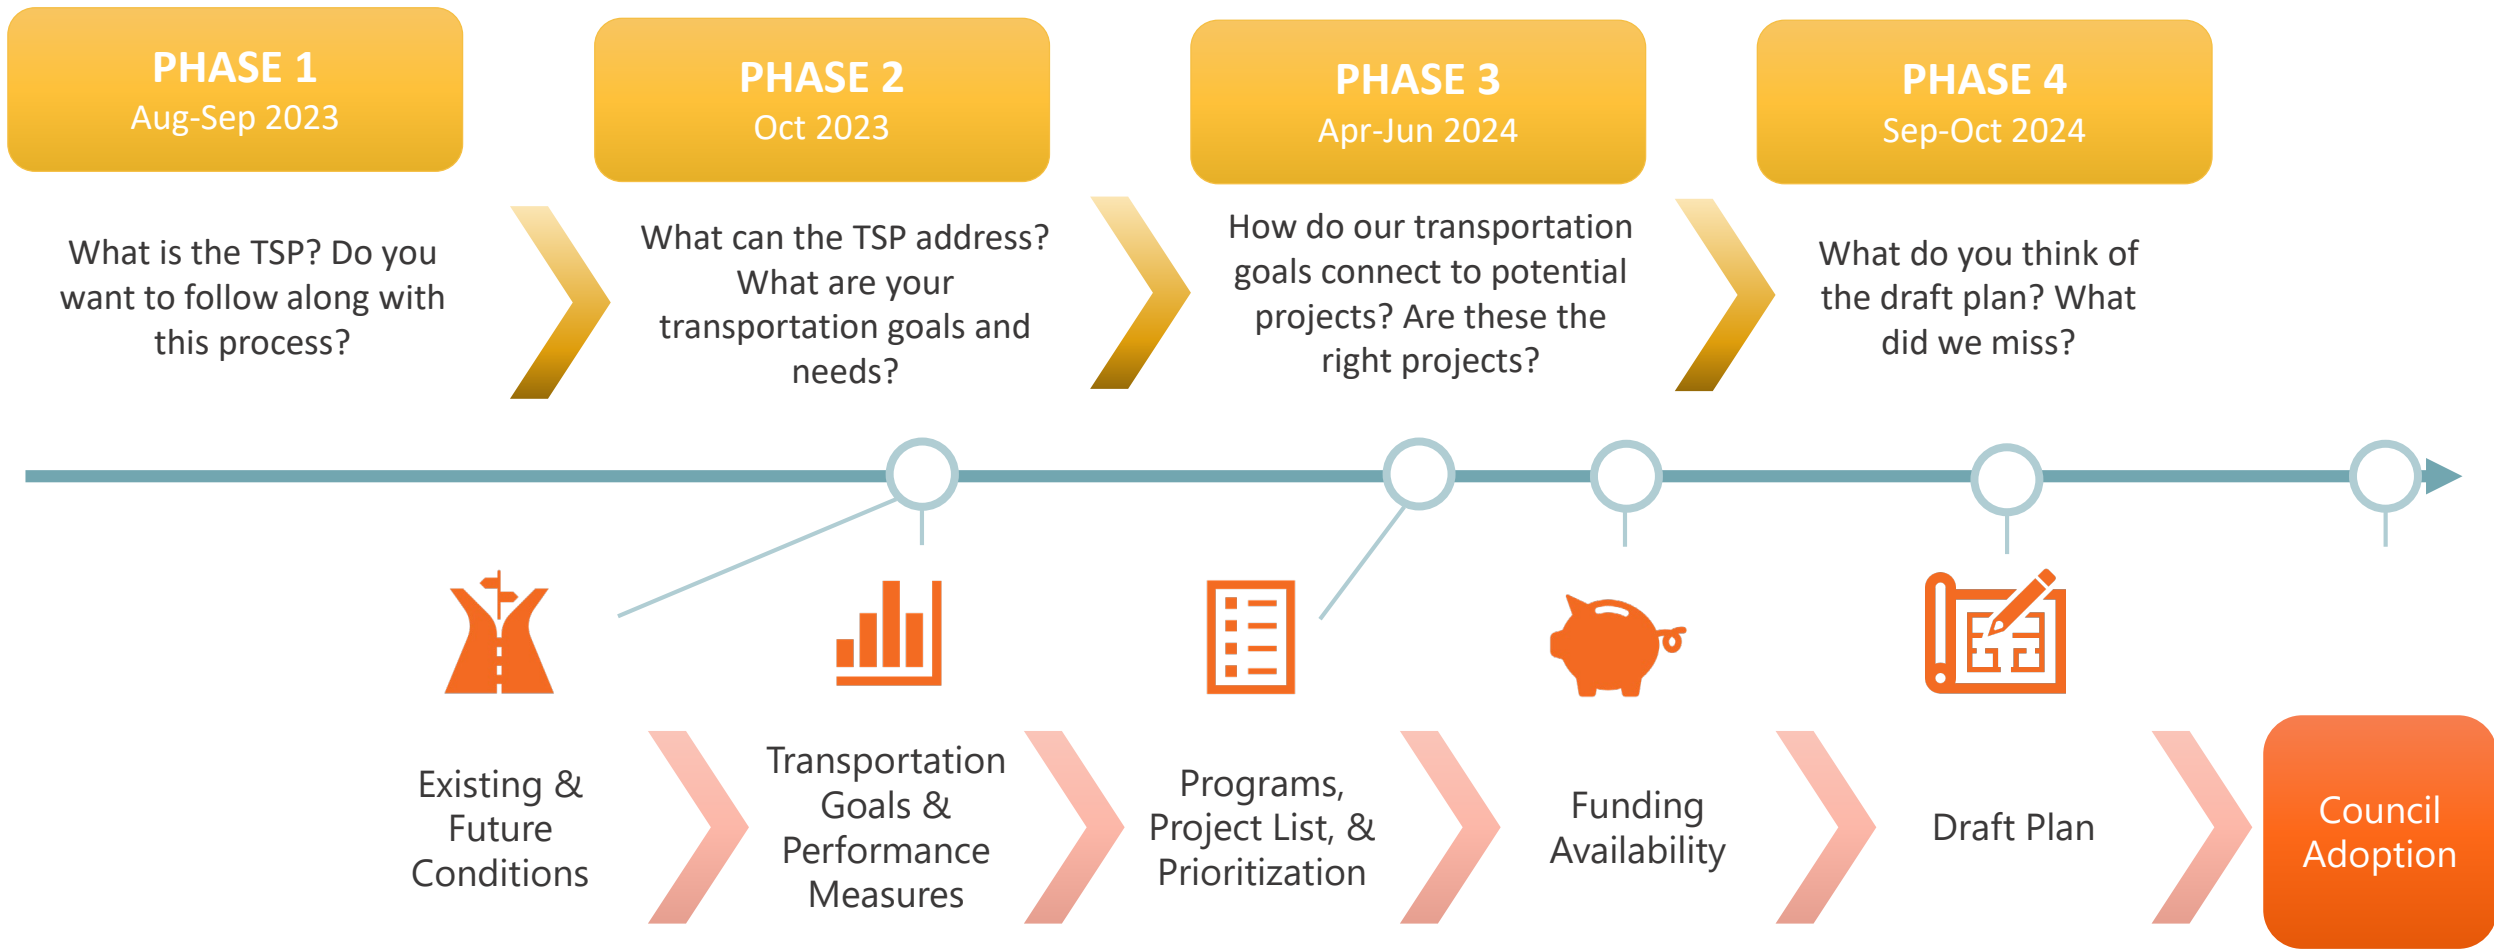 PHASE 1
Aug-Sep 2023
PHASE 2
Oct 2023
PHASE 3
Apr-Jun 2024
PHASE 4
Sep-Oct 2024
What is the TSP? Do you
want to follow along with
this process?
What can the TSP address?
What are your
transportation goals and
needs?
How do our transportation
goals connect to potential
projects? Are these the
right projects?
What do you think of
the draft plan? What
did we miss?
Existing &
Future
Conditions
Transportation
Goals &
Performance
Measures
Programs,
Project List, &
Prioritization
Funding
Availability
Draft Plan
Council
Adoption